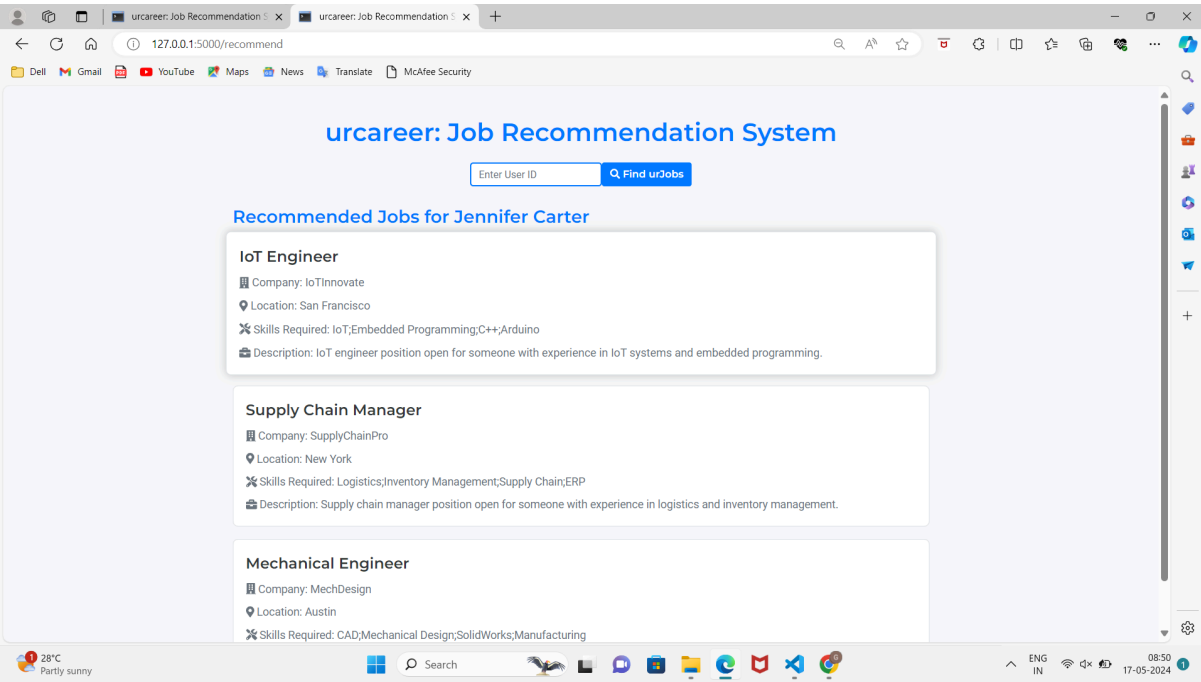 urcareer: Job Recommendation S
urcareer: Job Recommendation S
127.0.0.1:5000/recommend
Dell
Gmail
YouTube
Maps
News
Translate
McAfee Security
urcareer: Job Recommendation System
Enter User ID
Find urJobs
Recommended Jobs for Jennifer Carter
IoT Engineer
Company: IoTInnovate
Location: San Francisco
Skills Required: IoT;Embedded Programming;C++;Arduino
Description: IoT engineer position open for someone with experience in IoT systems and embedded programming.
Supply Chain Manager
Company: SupplyChainPro
Location: New York
Skills Required: Logistics;Inventory Management;Supply Chain;ERP
Description: Supply chain manager position open for someone with experience in logistics and inventory management.
Mechanical Engineer
Company: MechDesign
Location: Austin
Skills Required: CAD;Mechanical Design;SolidWorks;Manufacturing
1
28°C
Partly sunny
Search
G
ENG
IN
08:50
17-05-2024
1